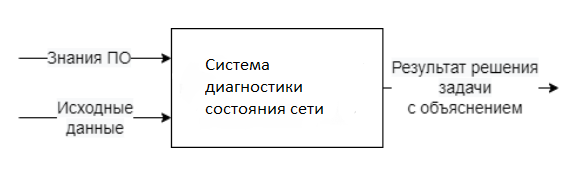 Знания ПО
Исходные
данные
Система
диагностики
состояния сети
Результат решения
задачи
с объяснением